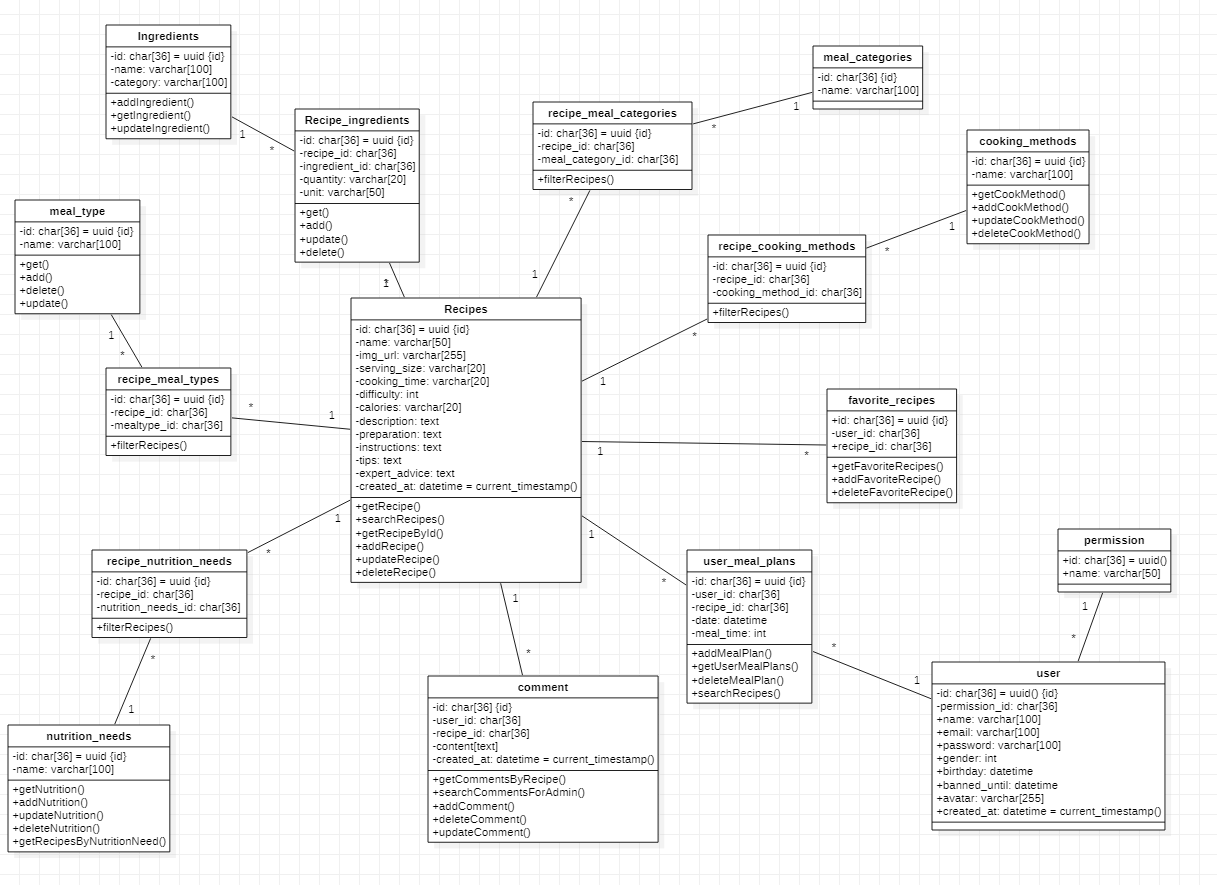 Ingredients
-id: char[36] = uuid {id}
-name: varchar[100]
-category: varchar[100]
+addIngredient()
+getIngredient()
+updateIngredient()
1
*
Recipe_ingredients
-id: char[36] = uuid {id}
-recipe_id: char[36]
-ingredient_id: char[36]
-quantity: varchar[20]
-unit: varchar[50]
+get()
+add()
+update()
+delete()
*
1
recipe_meal_categories
-id: char[36] = uuid {id}
-recipe_id: char[36]
-meal_category_id: char[36]
+filterRecipes()
*
1
*
1
meal_categories
-id: char[36] {id}
-name: varchar[100]
cooking_methods
-id: char[36] = uuid {id}
-name: varchar[100]
+getCookMethod()
+addCookMethod()
+updateCookMethod()
+deleteCookMethod()
1
*
recipe_cooking_methods
-id: char[36] = uuid {id}
-recipe_id: char[36]
-cooking_method_id: char[36]
+filterRecipes()
*
1
meal_type
-id: char[36] = uuid {id}
-name: varchar[100]
+get()
+add()
+delete()
+update()
1
*
recipe_meal_types
-id: char[36] = uuid {id}
-recipe_id: char[36]
-mealtype_id: char[36]
+filterRecipes()
*
1
Recipes
-id: char[36] = uuid {id}
-name: varchar[50]
-img_url: varchar[255]
-serving_size: varchar[20]
-cooking_time: varchar[20]
-difficulty: int
-calories: varchar[20]
-description: text
-preparation: text
-instructions: text
-tips: text
-expert_advice: text
-created_at: datetime = current_timestamp()
+getRecipe()
+searchRecipes()
+getRecipeById()
+addRecipe()
+updateRecipe()
+deleteRecipe()
1
*
favorite_recipes
+id: char[36] = uuid {id}
-user_id: char[36]
+recipe_id: char[36]
+getFavoriteRecipes()
+addFavoriteRecipe()
+deleteFavoriteRecipe()
1
*
recipe_nutrition_needs
-id: char[36] = uuid {id}
-recipe_id: char[36]
-nutrition_needs_id: char[36]
+filterRecipes()
*
1
nutrition_needs
-id: char[36] = uuid {id}
-name: varchar[100]
+getNutrition()
+addNutrition()
+updateNutrition()
+deleteNutrition()
+getRecipesByNutritionNeed()
1
*
comment
-id: char[36] {id}
-user_id: char[36]
-recipe_id: char[36]
-content[text]
-created_at: datetime = current_timestamp()
+getCommentsByRecipe()
+searchCommentsForAdmin()
+addComment()
+deleteComment()
+updateComment()
1
*
user_meal_plans
-id: char[36] = uuid {id}
-user_id: char[36]
-recipe_id: char[36]
-date: datetime
-meal_time: int
+addMealPlan()
+getUserMealPlans()
+deleteMealPlan()
+searchRecipes()
*
1
permission
+id: char[36] = uuid()
+name: varchar[50]
1
*
user
-id: char[36] = uuid() {id}
-permission_id: char[36]
+name: varchar[100]
+email: varchar[100]
+password: varchar[100]
+gender: int
+birthday: datetime
+banned_until: datetime
+avatar: varchar[255]
+created_at: datetime = current_timestamp()